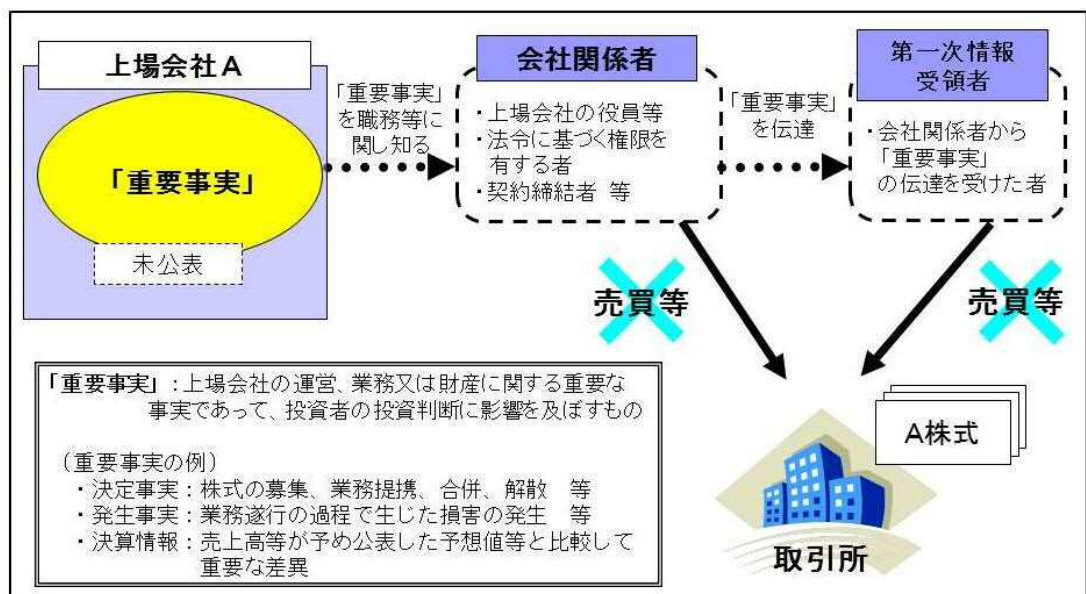 上場会社A
「重要事実」
未公表
「重要事実」
を職務等に
関し知る
会社関係者
・上場会社の役員等
・法令に基づく権限を
有する者
・契約締結者 等
「重要事実」
を伝達
第一次情報
受領者
・会社関係者から
「重要事実」
の伝達を受けた者
売買等
売買等
「重要事実」:上場会社の運営、業務又は財産に関する重要な
事実であって、投資者の投資判断に影響を及ぼすもの
(重要事実の例)
・決定事実:株式の募集、業務提携、合併、解散 等
・発生事実:業務遂行の過程で生じた損害の発生 等
・決算情報:売上高等が予め公表した予想値等と比較して
重要な差異
A株式
取引所